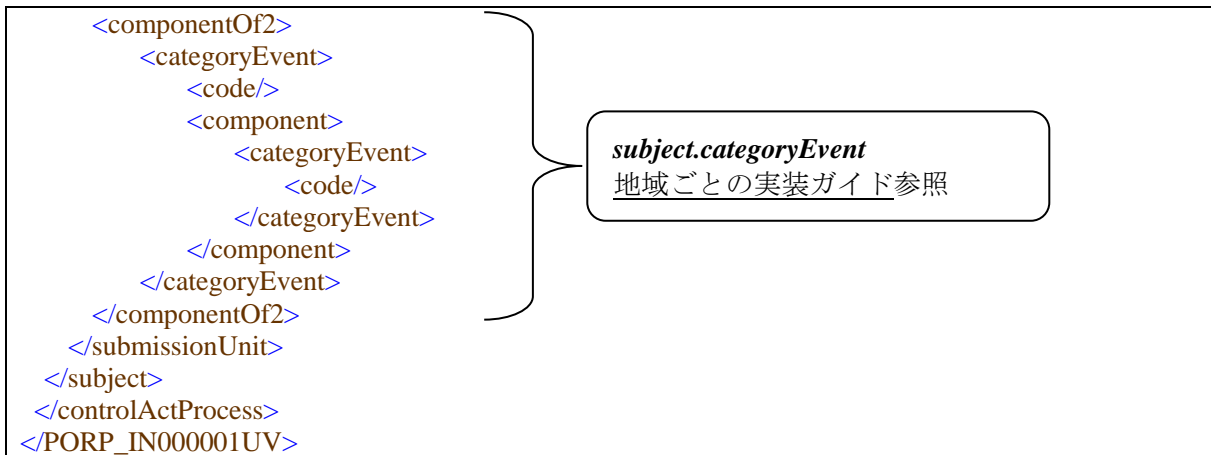 <componentOf2>
<categoryEvent>
<code/>
<component>
<categoryEvent>
<code/>
</categoryEvent>
</component>
</categoryEvent>
</componentOf2>
</submissionUnit>
</subject>
</controlActProcess>
</PORP_IN000001UV>
subject.categoryEvent
地域ごとの実装ガイド参照